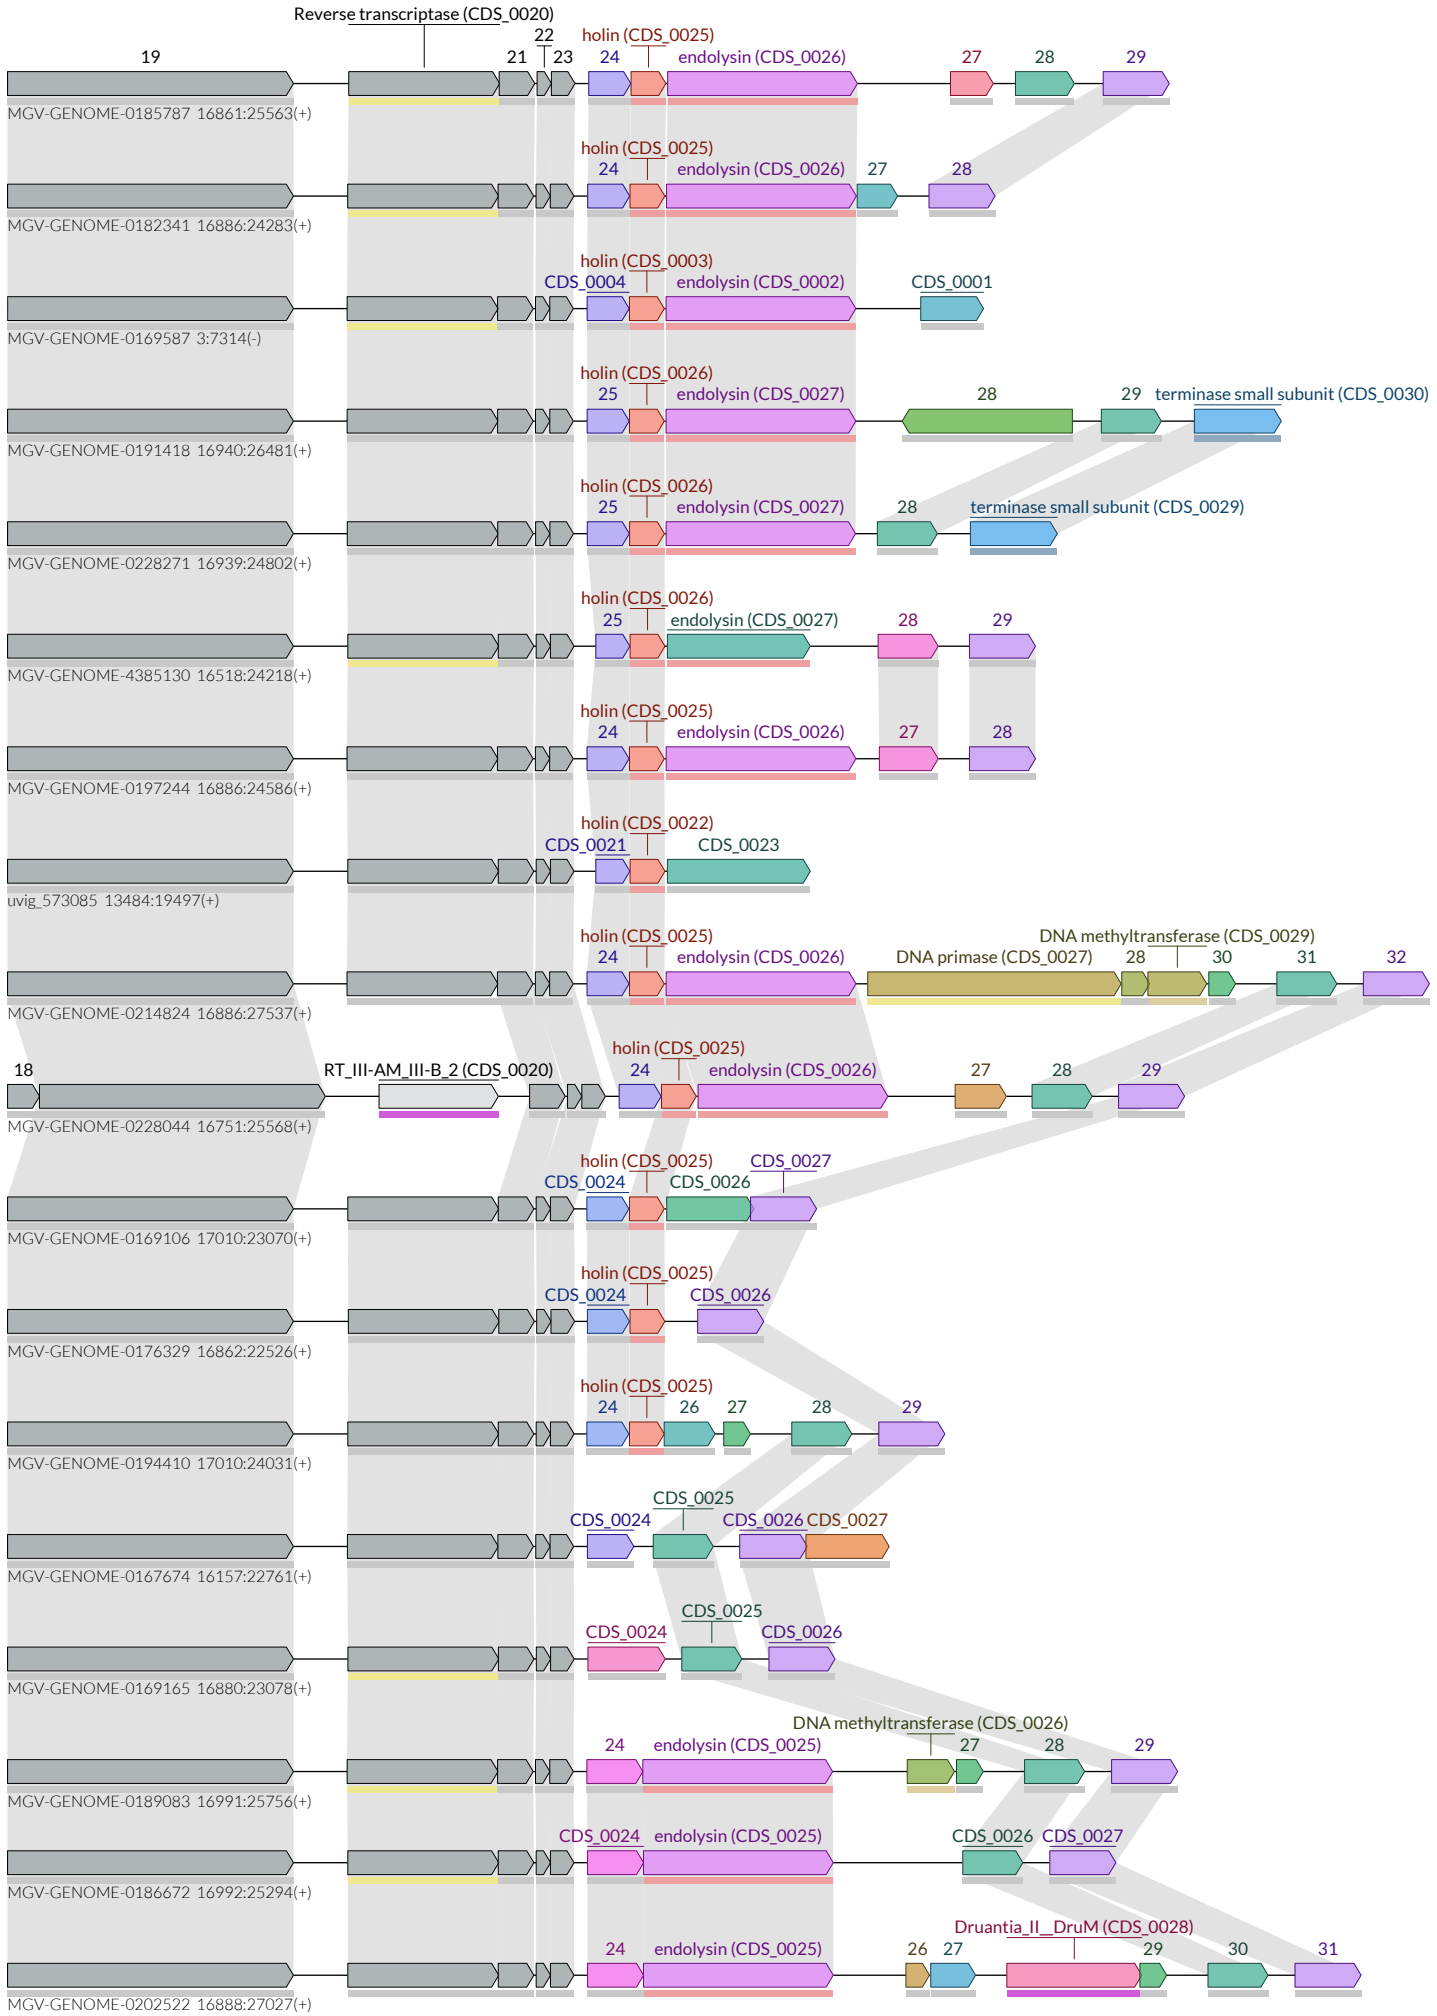 Reverse transcriptase (CDS_0020)
22 holin (CDS_0025)
19 21 23 24 endolysin (CDS_0026) 27 28 29
MGV-GENOME-0185787 16861:25563(+)
holin (CDS_0025)
24 endolysin (CDS_0026) 27 28
MGV-GENOME-0182341 16886:24283(+)
holin (CDS_0003)
CDS_0004 endolysin (CDS_0002) CDS_0001
MGV-GENOME-0169587 3:7314(-)
holin (CDS_0026)
25 endolysin (CDS_0027) 28 29 terminase small subunit (CDS_0030)
MGV-GENOME-0191418 16940:26481(+)
holin (CDS_0026)
25 endolysin (CDS_0027) 28 terminase small subunit (CDS_0029)
MGV-GENOME-0228271 16939:24802(+)
holin (CDS_0026)
25 endolysin (CDS_0027) 28 29
MGV-GENOME-4385130 16518:24218(+)
holin (CDS_0025)
24 endolysin (CDS_0026) 27 28
MGV-GENOME-0197244 16886:24586(+)
holin (CDS_0022)
CDS_0021 CDS_0023
uvig_573085 13484:19497(+)
holin (CDS_0025) DNA methyltransferase (CDS_0029)
24 endolysin (CDS_0026) DNA primase (CDS_0027) 28 30 31 32
MGV-GENOME-0214824 16886:27537(+)
holin (CDS_0025)
18 RT_III-AM_III-B_2 (CDS_0020) 24 endolysin (CDS_0026) 27 28 29
MGV-GENOME-0228044 16751:25568(+)
holin (CDS_0025) CDS_0027
CDS_0024 CDS_0026
MGV-GENOME-0169106 17010:23070(+)
holin (CDS_0025)
CDS_0024 CDS_0026
MGV-GENOME-0176329 16862:22526(+)
holin (CDS_0025)
24 26 27 28 29
MGV-GENOME-0194410 17010:24031(+)
CDS_0025
CDS_0024 CDS_0026 CDS_0027
MGV-GENOME-0167674 16157:22761(+)
CDS_0025
CDS_0024 CDS_0026
MGV-GENOME-0169165 16880:23078(+)
DNA methyltransferase (CDS_0026)
24 endolysin (CDS_0025) 27 28 29
MGV-GENOME-0189083 16991:25756(+)
CDS_0024 endolysin (CDS_0025) CDS_0026 CDS_0027
MGV-GENOME-0186672 16992:25294(+)
Druantia_II__DruM (CDS_0028)
24 endolysin (CDS_0025) 26 27 29 30 31
MGV-GENOME-0202522 16888:27027(+)